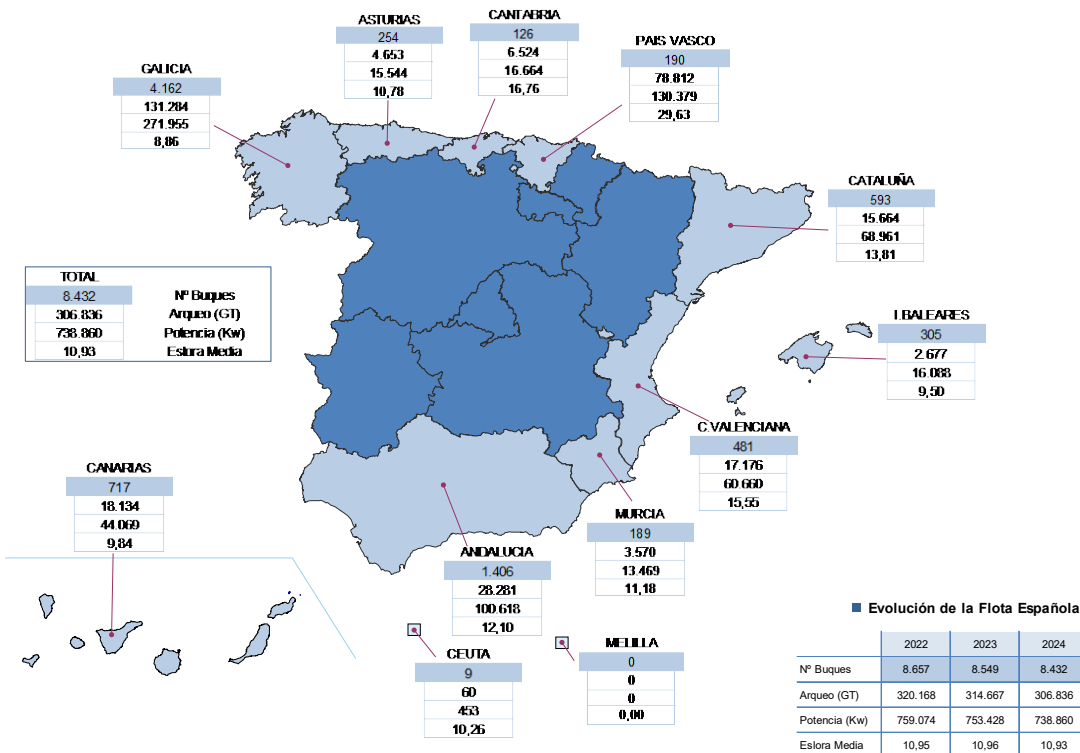 ASTURIAS
254
4.653
15.544
10,78
CANTABRIA
126
6.524
16.664
16,76
PAIS VASCO
190
78.812
130.379
29,63
GALICIA
4.162
131.284
271.955
8,86
CATALUÑA
593
15.664
68.961
13,81
TOTAL
8.432 Nº Buques
306.836 Arqueo (GT)
738.860 Potencia (Kw)
10,93 Eslora Media
I.BALEARES
305
2.677
16.088
9,50
C.VALENCIANA
481
17.176
60.660
15,55
CANARIAS
717
18.134
44.069
9,84
MURCIA
189
3.570
13.469
11,18
ANDALUCIA
1.406
28.281
100.618
12,10
CEUTA
9
60
453
10,26
MELILLA
0
0
0
0,00
Evolución de la Flota Española
2022 2023 2024
Nº Buques 8.657 8.549 8.432
Arqueo (GT) 320.168 314.667 306.836
Potencia (Kw) 759.074 753.428 738.860
Eslora Media 10,95 10,96 10,93